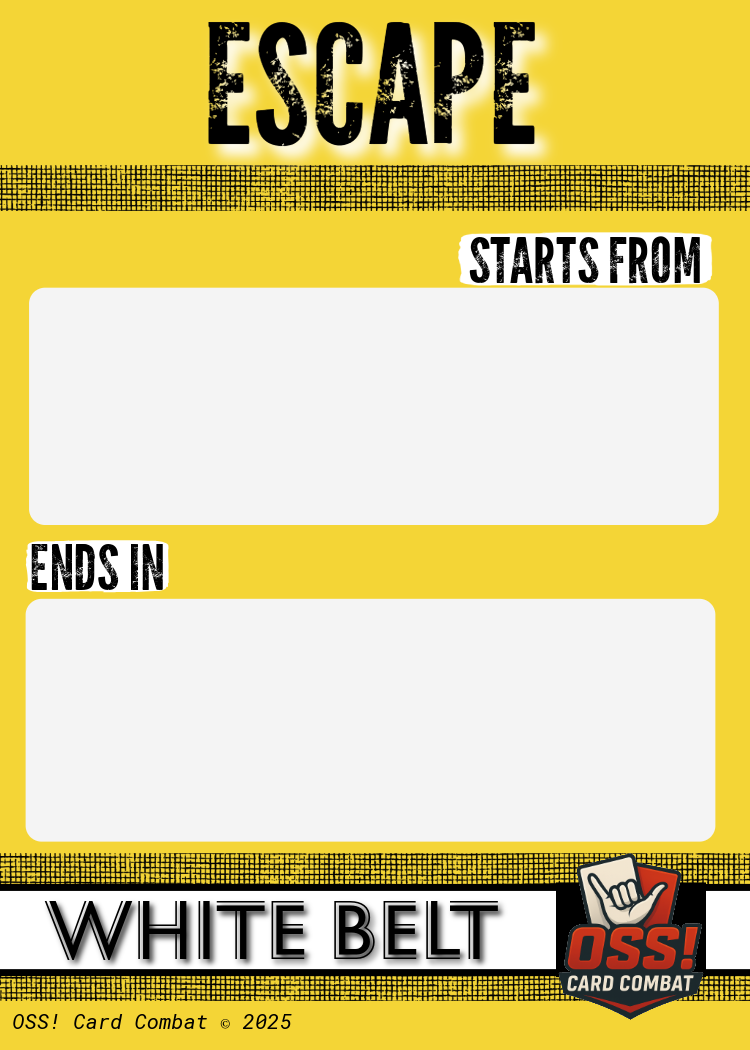 ESCAPE
STARTS FROM
ENDS IN
WHITE BELT
OSS!
CARD COMBAT
OSS! Card Combat © 2025